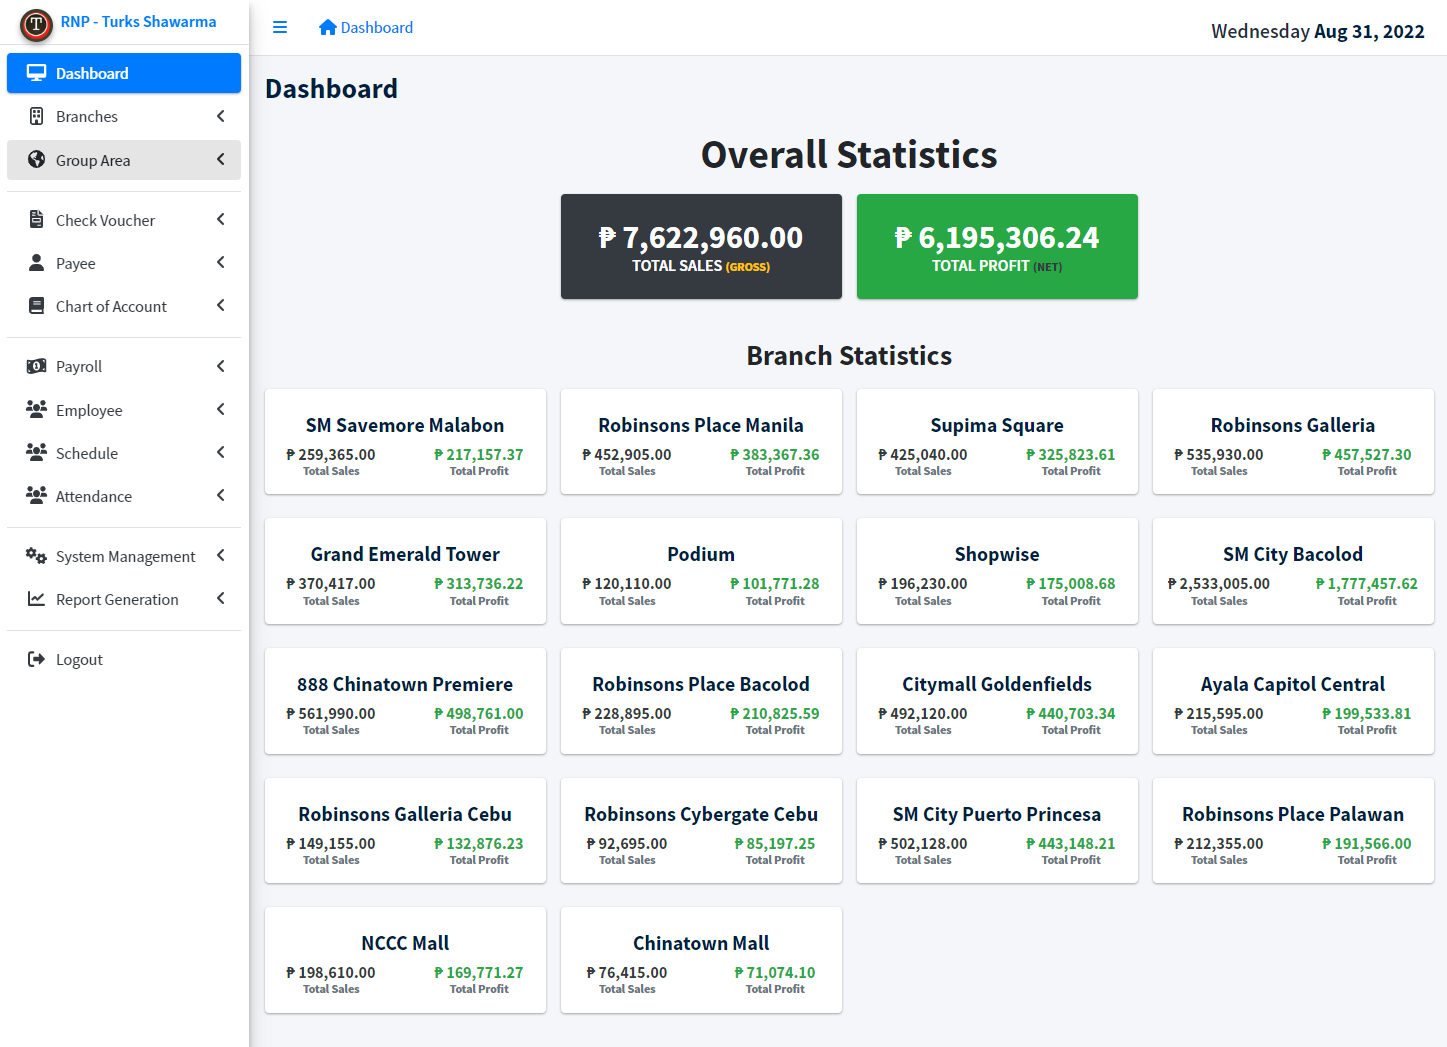 T
RNP - Turks Shawarma
Dashboard
Branches
Group Area
Check Voucher
Payee
Chart of Account
Payroll
Employee
Schedule
Attendance
System Management
Report Generation
Logout
Dashboard
Wednesday Aug 31, 2022
Dashboard
Overall Statistics
₱ 7,622,960.00
TOTAL SALES (GROSS)
₱ 6,195,306.24
TOTAL PROFIT (NET)
Branch Statistics
SM Savemore Malabon
₱ 259,365.00 ₱ 217,157.37
Total Sales Total Profit
Robinsons Place Manila
₱ 452,905.00 ₱ 383,367.36
Total Sales Total Profit
Supima Square
₱ 425,040.00 ₱ 325,823.61
Total Sales Total Profit
Robinsons Galleria
₱ 535,930.00 ₱ 457,527.30
Total Sales Total Profit
Grand Emerald Tower
₱ 370,417.00 ₱ 313,736.22
Total Sales Total Profit
Podium
₱ 120,110.00 ₱ 101,771.28
Total Sales Total Profit
Shopwise
₱ 196,230.00 ₱ 175,008.68
Total Sales Total Profit
SM City Bacolod
₱ 2,533,005.00 ₱ 1,777,457.62
Total Sales Total Profit
888 Chinatown Premiere
₱ 561,990.00 ₱ 498,761.00
Total Sales Total Profit
Robinsons Place Bacolod
₱ 228,895.00 ₱ 210,825.59
Total Sales Total Profit
Citymall Goldenfields
₱ 492,120.00 ₱ 440,703.34
Total Sales Total Profit
Ayala Capitol Central
₱ 215,595.00 ₱ 199,533.81
Total Sales Total Profit
Robinsons Galleria Cebu
₱ 149,155.00 ₱ 132,876.23
Total Sales Total Profit
Robinsons Cybergate Cebu
₱ 92,695.00 ₱ 85,197.25
Total Sales Total Profit
SM City Puerto Princesa
₱ 502,128.00 ₱ 443,148.21
Total Sales Total Profit
Robinsons Place Palawan
₱ 212,355.00 ₱ 191,566.00
Total Sales Total Profit
NCCC Mall
₱ 198,610.00 ₱ 169,771.27
Total Sales Total Profit
Chinatown Mall
₱ 76,415.00 ₱ 71,074.10
Total Sales Total Profit